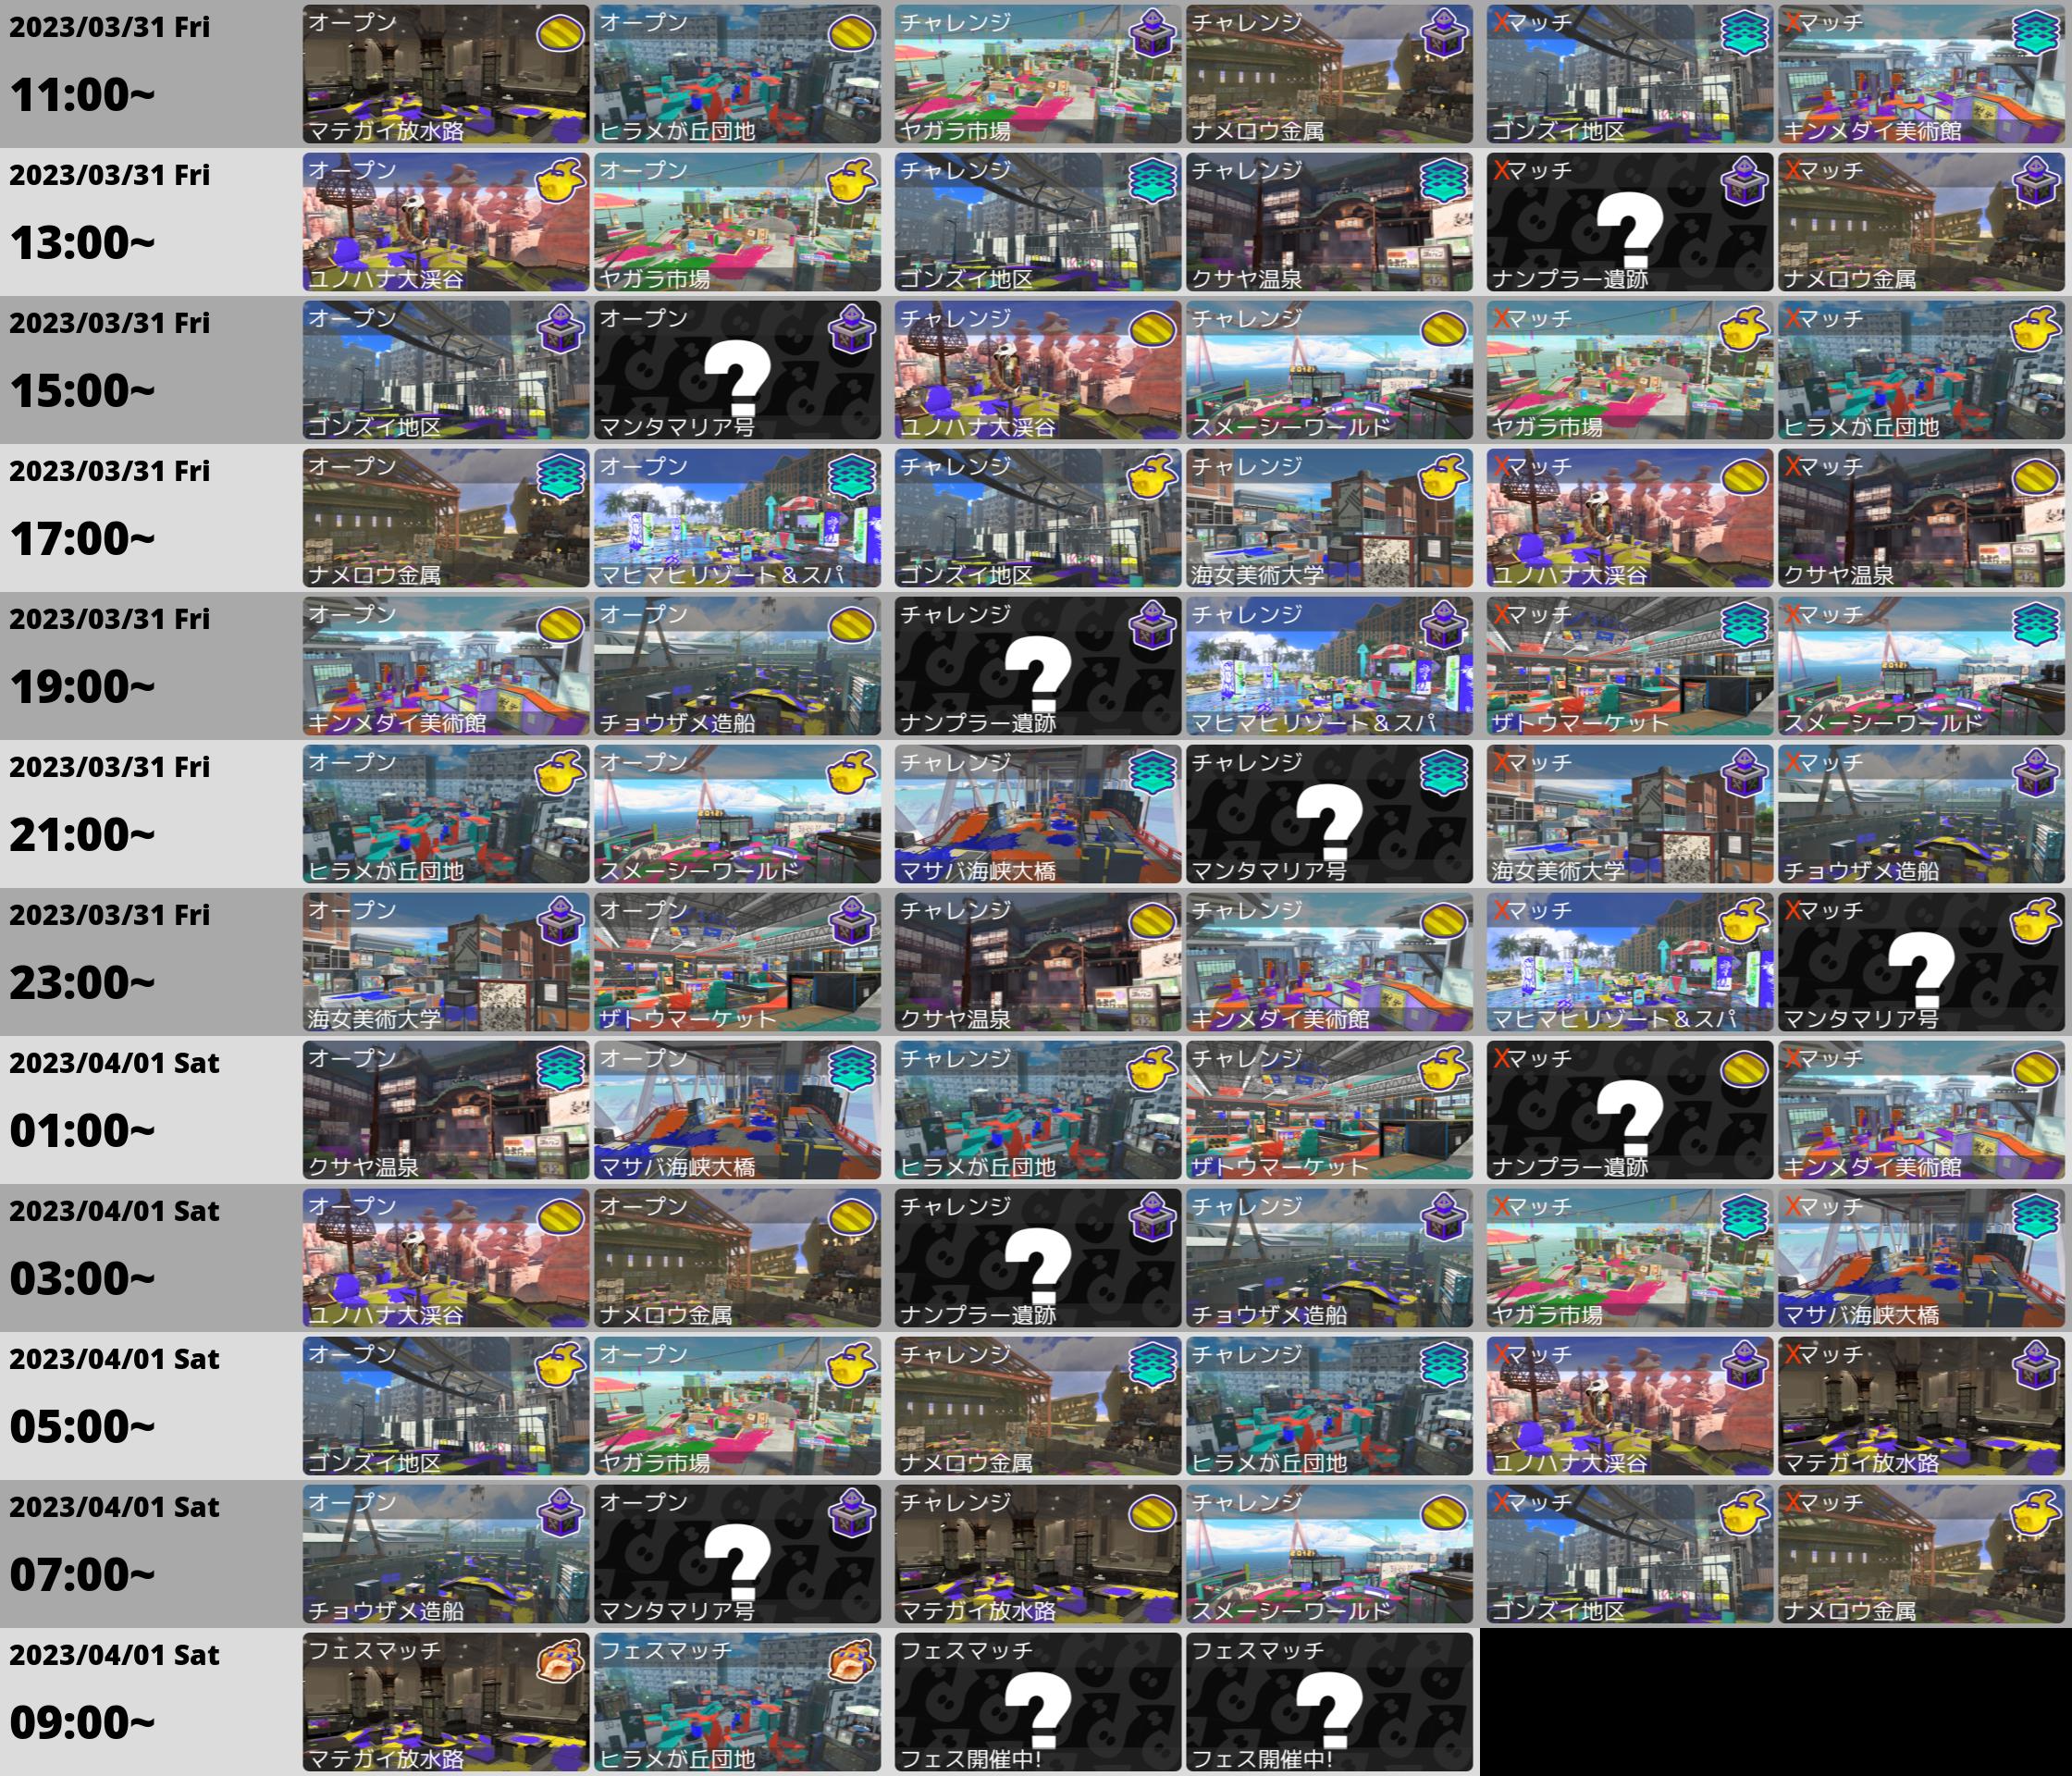 2023/03/31 Fri
11:00~
オープン
マテガイ放水路
オープン
ヒラメが丘団地
チャレンジ
ヤガラ市場
チャレンジ
ナメロウ金属
Xマッチ
ゴンズイ地区
Xマッチ
キンメダイ美術館
2023/03/31 Fri
13:00~
オープン
ユノハナ大渓谷
オープン
ヤガラ市場
チャレンジ
ゴンズイ地区
チャレンジ
クサヤ温泉
Xマッチ
?
ナンプラー遺跡
Xマッチ
ナメロウ金属
2023/03/31 Fri
15:00~
オープン
ゴンズイ地区
オープン
?
マンタマリア号
チャレンジ
ユノハナ大渓谷
チャレンジ
スメーシーワールド
Xマッチ
ヤガラ市場
Xマッチ
ヒラメが丘団地
2023/03/31 Fri
17:00~
オープン
ナメロウ金属
オープン
マヒマヒリゾート&スパ
チャレンジ
ゴンズイ地区
チャレンジ
海女美術大学
Xマッチ
ユノハナ大渓谷
Xマッチ
クサヤ温泉
2023/03/31 Fri
19:00~
オープン
キンメダイ美術館
オープン
チョウザメ造船
チャレンジ
?
ナンプラー遺跡
チャレンジ
マヒマヒリゾート&スパ
Xマッチ
ザトウマーケット
Xマッチ
スメーシーワールド
2023/03/31 Fri
21:00~
オープン
ヒラメが丘団地
オープン
スメーシーワールド
チャレンジ
マサバ海峡大橋
チャレンジ
?
マンタマリア号
Xマッチ
海女美術大学
Xマッチ
チョウザメ造船
2023/03/31 Fri
23:00~
オープン
海女美術大学
オープン
ザトウマーケット
チャレンジ
クサヤ温泉
チャレンジ
キンメダイ美術館
Xマッチ
マヒマヒリゾート&スパ
Xマッチ
?
マンタマリア号
2023/04/01 Sat
01:00~
オープン
クサヤ温泉
オープン
マサバ海峡大橋
チャレンジ
ヒラメが丘団地
チャレンジ
ザトウマーケット
Xマッチ
?
ナンプラー遺跡
Xマッチ
キンメダイ美術館
2023/04/01 Sat
03:00~
オープン
ユノハナ大渓谷
オープン
ナメロウ金属
チャレンジ
?
ナンプラー遺跡
チャレンジ
チョウザメ造船
Xマッチ
ヤガラ市場
Xマッチ
マサバ海峡大橋
2023/04/01 Sat
05:00~
オープン
ゴンズイ地区
オープン
ヤガラ市場
チャレンジ
ナメロウ金属
チャレンジ
ヒラメが丘団地
Xマッチ
ユノハナ大渓谷
Xマッチ
マテガイ放水路
2023/04/01 Sat
07:00~
オープン
チョウザメ造船
オープン
?
マンタマリア号
チャレンジ
マテガイ放水路
チャレンジ
スメーシーワールド
Xマッチ
ゴンズイ地区
Xマッチ
ナメロウ金属
2023/04/01 Sat
09:00~
フェスマッチ
マテガイ放水路
フェスマッチ
ヒラメが丘団地
フェスマッチ
?
フェス開催中!
フェスマッチ
?
フェス開催中!